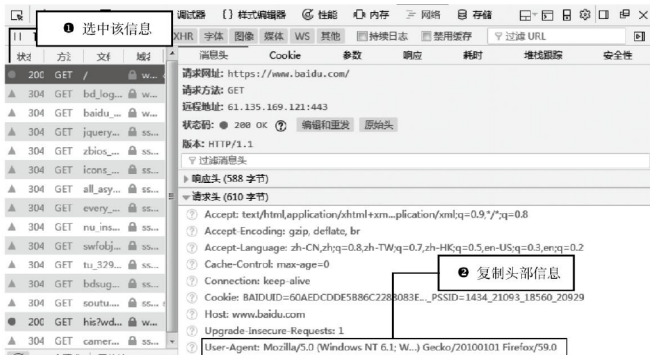 ❶ 选中该信息
调试器 {} 样式编辑器 性能 内存 网络 存储
XHR 字体 图像 媒体 WS 其他 持续日志 禁用缓存 过滤 URL
状态 方法 文件 域名 消息头 Cookie 参数 响应 耗时 堆栈跟踪 安全性
200 GET / w...
304 GET bd_log... w...
304 GET baidu_... w...
304 GET jquery... ss...
304 GET zbios_... ss...
304 GET icons_... ss...
304 GET all_asy... ss...
304 GET every_... ss...
304 GET nu_ins... ss...
304 GET swfobj... ss...
304 GET tu_329... ss...
304 GET bdsug... ss...
304 GET soutu.... ss...
200 GET his?wd... w...
304 GET camer... ss...
请求网址: https://www.baidu.com/
请求方法: GET
远程地址: 61.135.169.121:443
状态码: 200 OK 编辑和重发 原始头
版本: HTTP/1.1
过滤消息头
响应头 (588 字节)
请求头 (610 字节)
Accept: text/html,application/xhtml+xm...plication/xml;q=0.9,*/*;q=0.8
Accept-Encoding: gzip, deflate, br
Accept-Language: zh-CN,zh;q=0.8,zh-TW;q=0.7,zh-HK;q=0.5,en-US;q=0.3,en;q=0.2
Cache-Control: max-age=0
❷ 复制头部信息
Connection: keep-alive
Cookie: BAIDUID=60AEDCDDE5B86C2283083E..._PSSID=1434_21093_18560_20929
Host: www.baidu.com
Upgrade-Insecure-Requests: 1
User-Agent: Mozilla/5.0 (Windows NT 6.1; W...) Gecko/20100101 Firefox/59.0